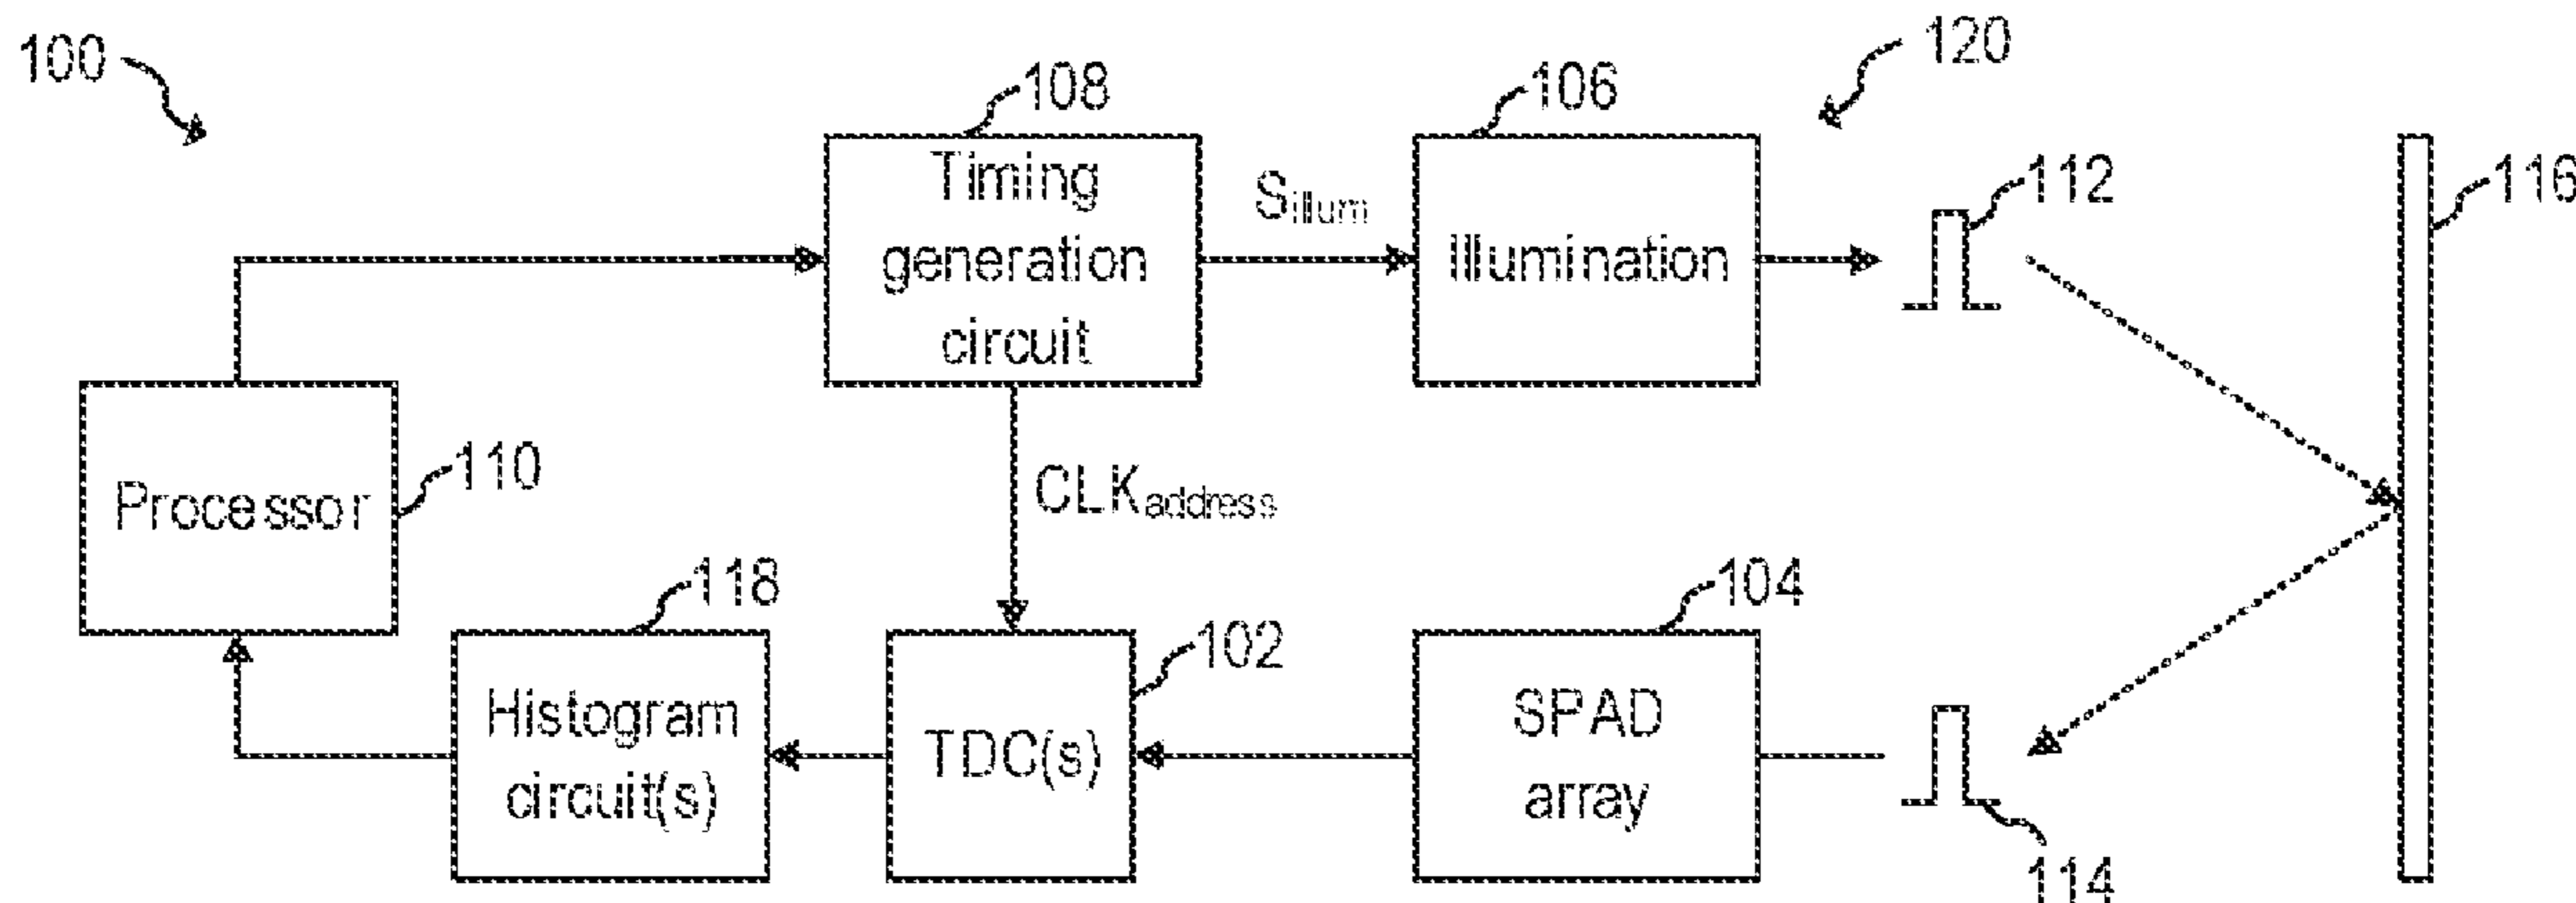 100
108
106
120
Timing
generation
circuit
Sillum
Illumination
112
116
Processor
110
CLKaddress
118
102
104
Histogram
circuit(s)
TDC(s)
SPAD
array
114